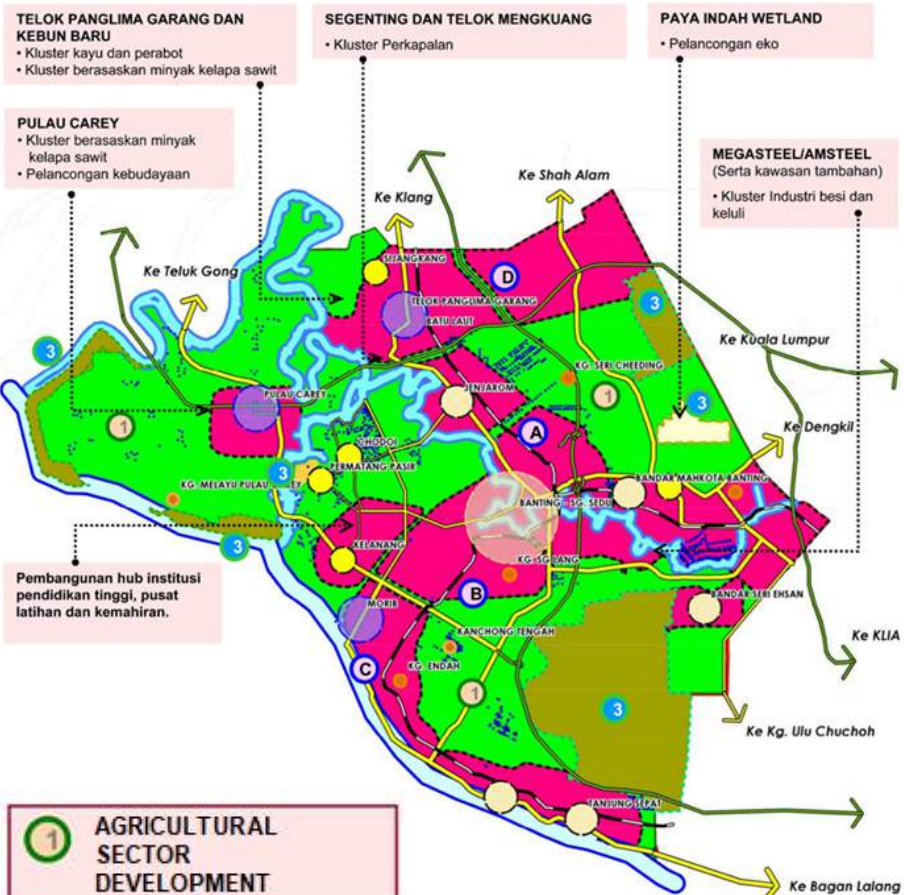 TELOK PANGLIMA GARANG DAN
KEBUN BARU
• Kluster kayu dan perabot
• Kluster berasaskan minyak kelapa sawit
SEGENTING DAN TELOK MENGKUANG
• Kluster Perkapalan
PAYA INDAH WETLAND
• Pelancongan eko
PULAU CAREY
• Kluster berasaskan minyak
kelapa sawit
• Pelancongan kebudayaan
MEGASTEEL/AMSTEEL
(Serta kawasan tambahan)
• Kluster Industri besi dan
keluli
Ke Klang
Ke Shah Alam
Ke Teluk Gong
SIJANGKANG
D
TELOK PANGLIMA GARANG
BATU LAUT
3
Ke Kuala Lumpur
3
KG. SERI CHEEDING
PULAU CAREY
JENJAROM
1
3
1
A
Ke Dengkil
CHODOI
3
PERMATANG PASIR
KG. MELAYU PULAU CAREY
BANDAR MAHKOTA BANTING
BANTING - SG. SEDU
3
KELANANG
KG. SG LANG
Pembangunan hub institusi
pendidikan tinggi, pusat
latihan dan kemahiran.
B
MORIB
BANDAR SERI EHSAN
KANCHONG TENGAH
Ke KLIA
C
KG. ENDAH
1
3
Ke Kg. Ulu Chuchoh
TANJUNG SEPAT
1
AGRICULTURAL
SECTOR
DEVELOPMENT
Ke Bagan Lalang